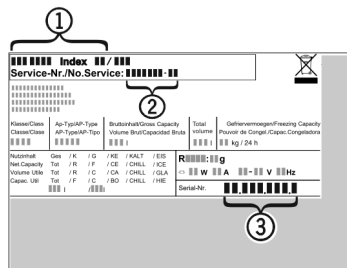 1
Index /
Service-Nr./No.Service: -
2
Klasse/Class Ap-Typ/AP-Type Bruttoinhalt/Gross Capacity Total Gefriervermoegen/Freezing Capacity
Classe/Clase AP-Type/AP-Tipo Volume Brut/Capacidad Bruta volume Pouvoir de Congel./Capac.Congeladora
l l kg / 24 h
Nutzinhalt Ges / K / G / KE / KALT / EIS
Net.Capacity Tot / R / F / CE / CHILL / ICE
Volume Utile Tot / R / C / CA / CHILL / GLA
Capac. Util Tot / F / C / BO / CHILL / HIE
l / l
R : g
W A - V Hz
Serial-Nr. . . .
3